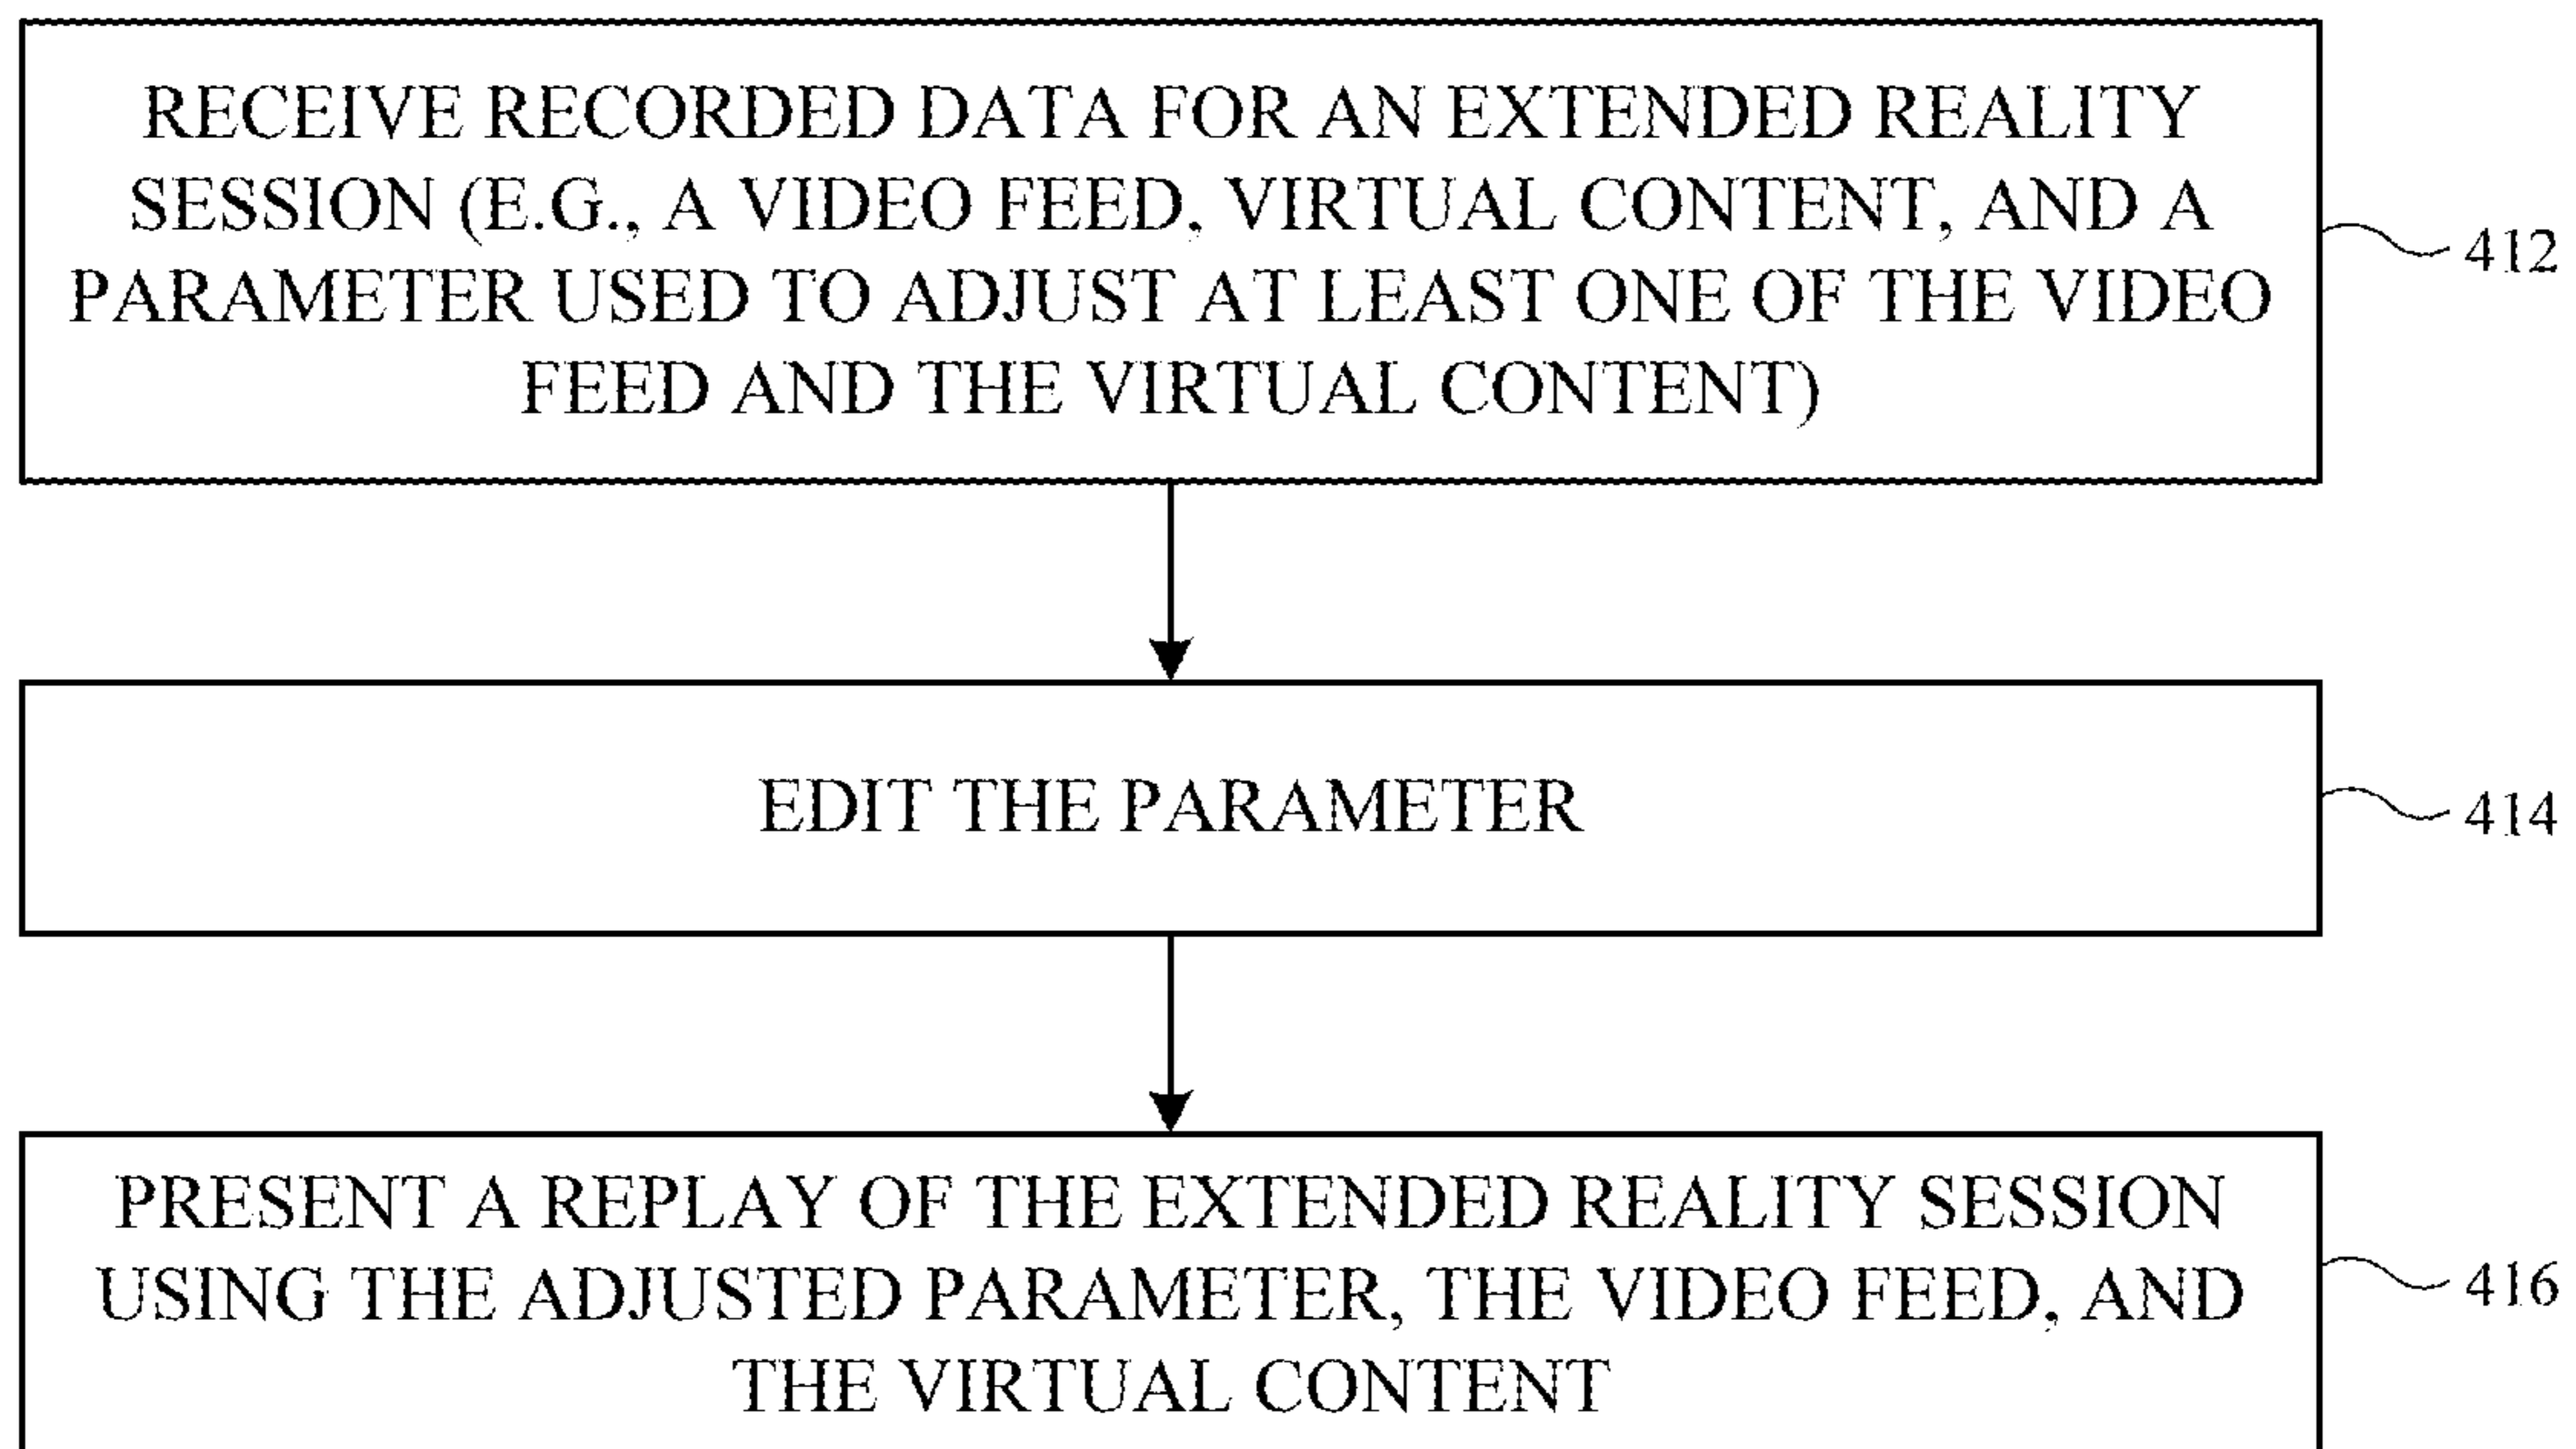 RECEIVE RECORDED DATA FOR AN EXTENDED REALITY
SESSION (E.G., A VIDEO FEED, VIRTUAL CONTENT, AND A
PARAMETER USED TO ADJUST AT LEAST ONE OF THE VIDEO
FEED AND THE VIRTUAL CONTENT)
412
EDIT THE PARAMETER
414
PRESENT A REPLAY OF THE EXTENDED REALITY SESSION
USING THE ADJUSTED PARAMETER, THE VIDEO FEED, AND
THE VIRTUAL CONTENT
416